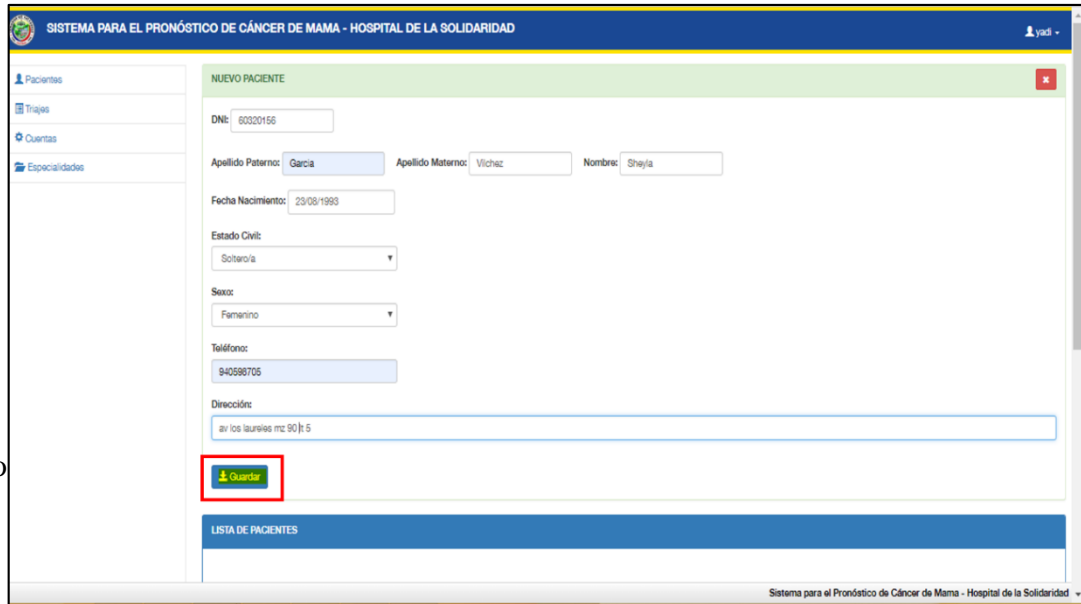 SISTEMA PARA EL PRONÓSTICO DE CÁNCER DE MAMA - HOSPITAL DE LA SOLIDARIDAD
yadi
Pacientes
Triajes
Cuentas
Especialidades
NUEVO PACIENTE
DNI: 60320156
Apellido Paterno: Garcia Apellido Materno: Vilchez Nombre: Sheyla
Fecha Nacimiento: 23/08/1993
Estado Civil:
Soltero/a
Sexo:
Femenino
Teléfono:
940598705
Dirección:
av los laureles mz 90 lt 5
Guardar
LISTA DE PACIENTES
Sistema para el Pronóstico de Cáncer de Mama - Hospital de la Solidaridad